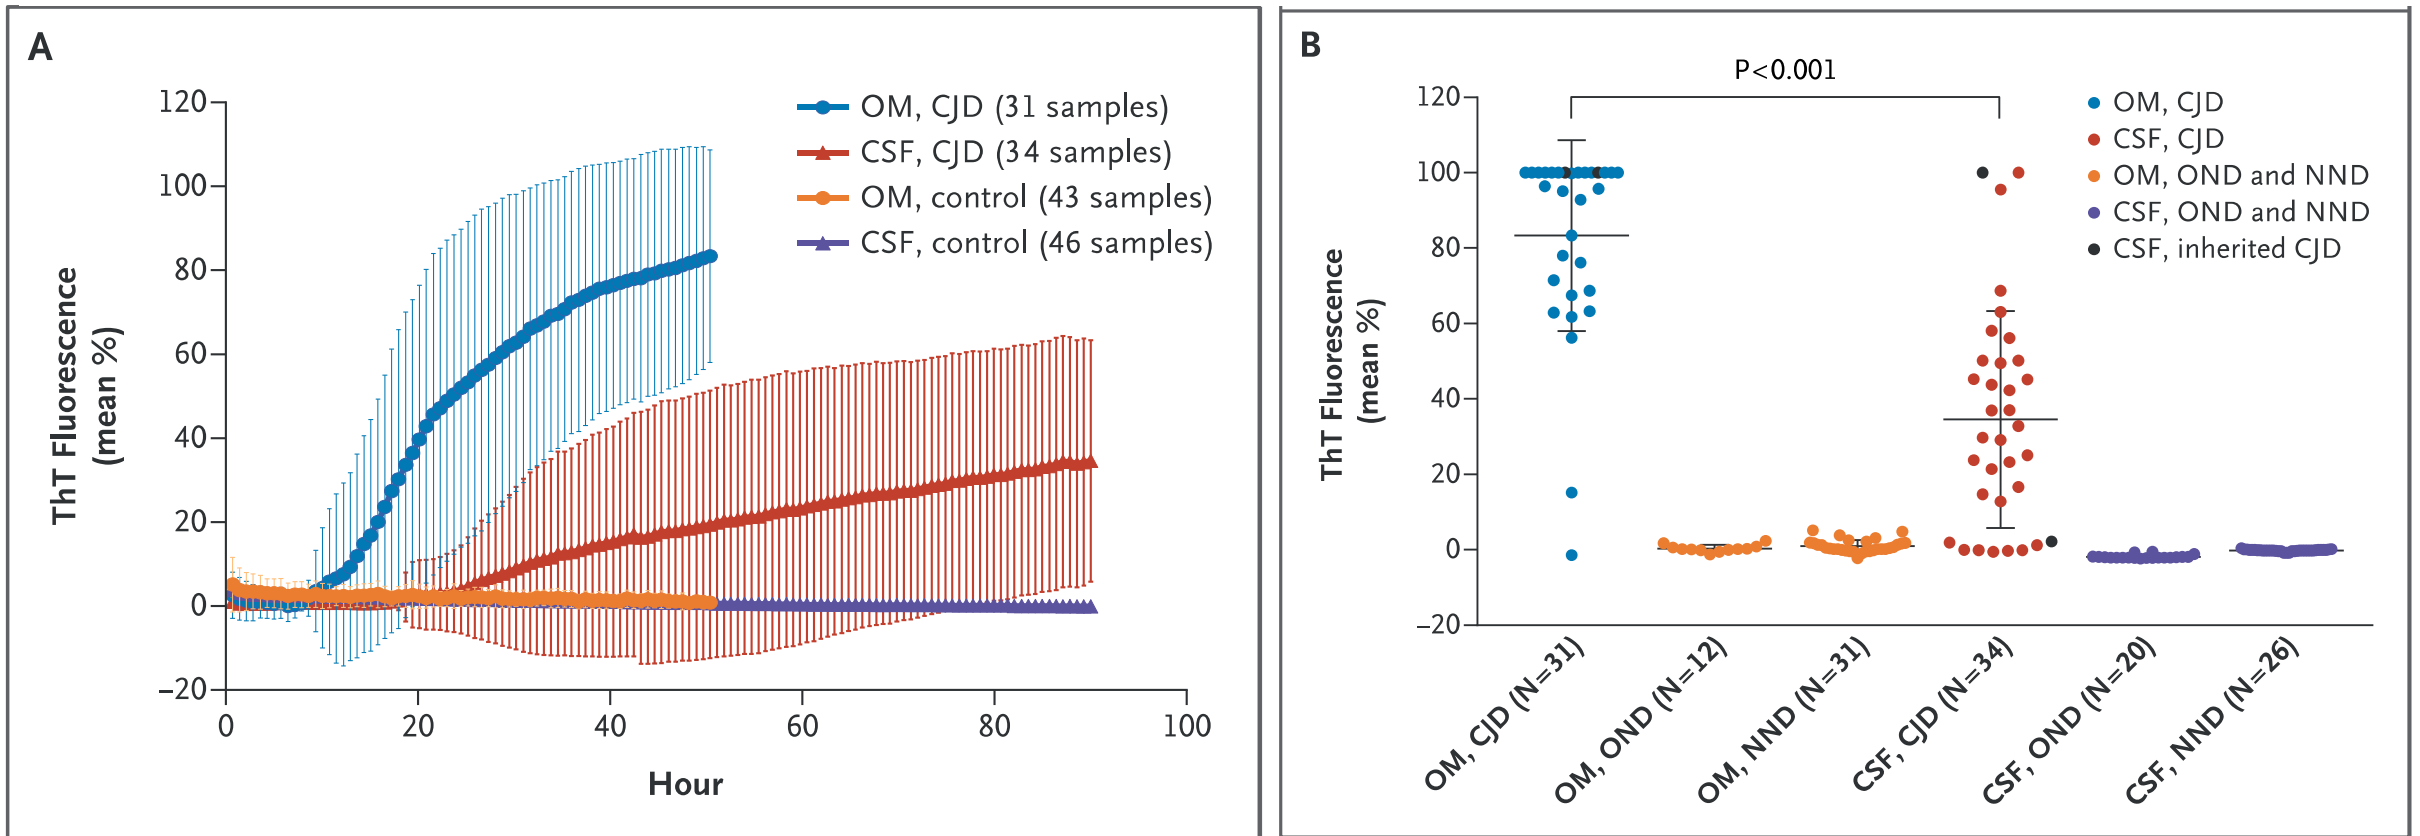 A
120
100
80
60
40
20
0
−20
ThT Fluorescence
(mean %)
0
20
40
60
80
100
Hour
OM, CJD (31 samples)
CSF, CJD (34 samples)
OM, control (43 samples)
CSF, control (46 samples)
B
P<0.001
120
100
80
60
40
20
0
−20
ThT Fluorescence
(mean %)
OM, CJD
CSF, CJD
OM, OND and NND
CSF, OND and NND
CSF, inherited CJD
OM, CJD (N=31)
OM, OND (N=12)
OM, NND (N=31)
CSF, CJD (N=34)
CSF, OND (N=20)
CSF, NND (N=26)